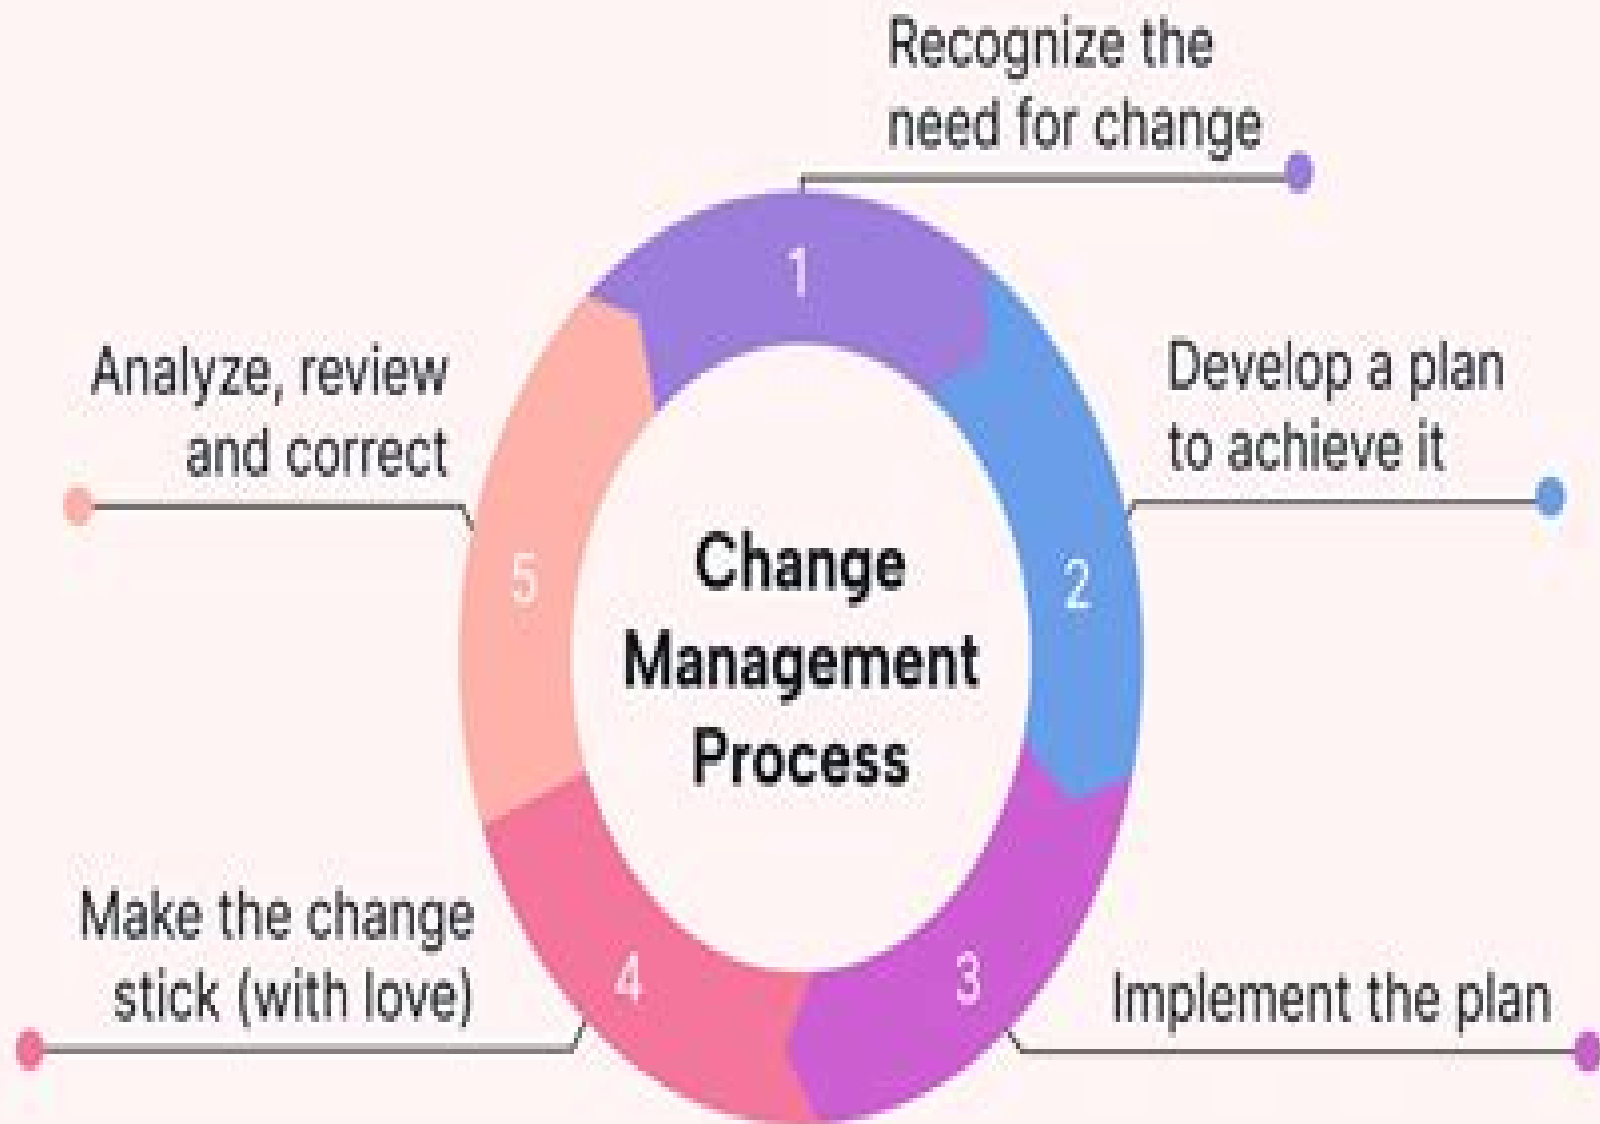 Recognize the
need for change
1
Develop a plan
to achieve it
2
Implement the plan
3
Make the change
stick (with love)
4
Analyze, review
and correct
5
Change
Management
Process